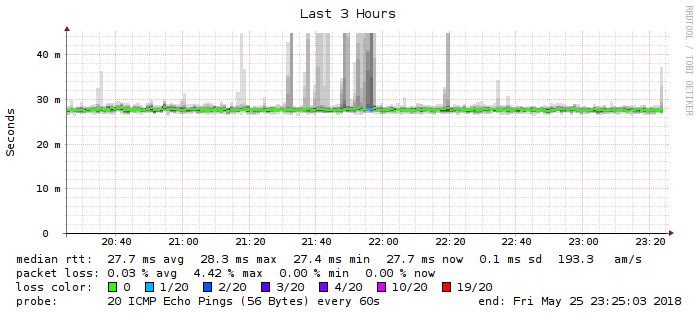 Last 3 Hours
RRDTOOL / TOBI OETIKER
Seconds
40 m
30 m
20 m
10 m
0
20:40 21:00 21:20 21:40 22:00 22:20 22:40 23:00 23:20
median rtt: 27.7 ms avg 28.3 ms max 27.4 ms min 27.7 ms now 0.1 ms sd 193.3 am/s
packet loss: 0.03 % avg 4.42 % max 0.00 % min 0.00 % now
loss color: 0 1/20 2/20 3/20 4/20 10/20 19/20
probe: 20 ICMP Echo Pings (56 Bytes) every 60s end: Fri May 25 23:25:03 2018